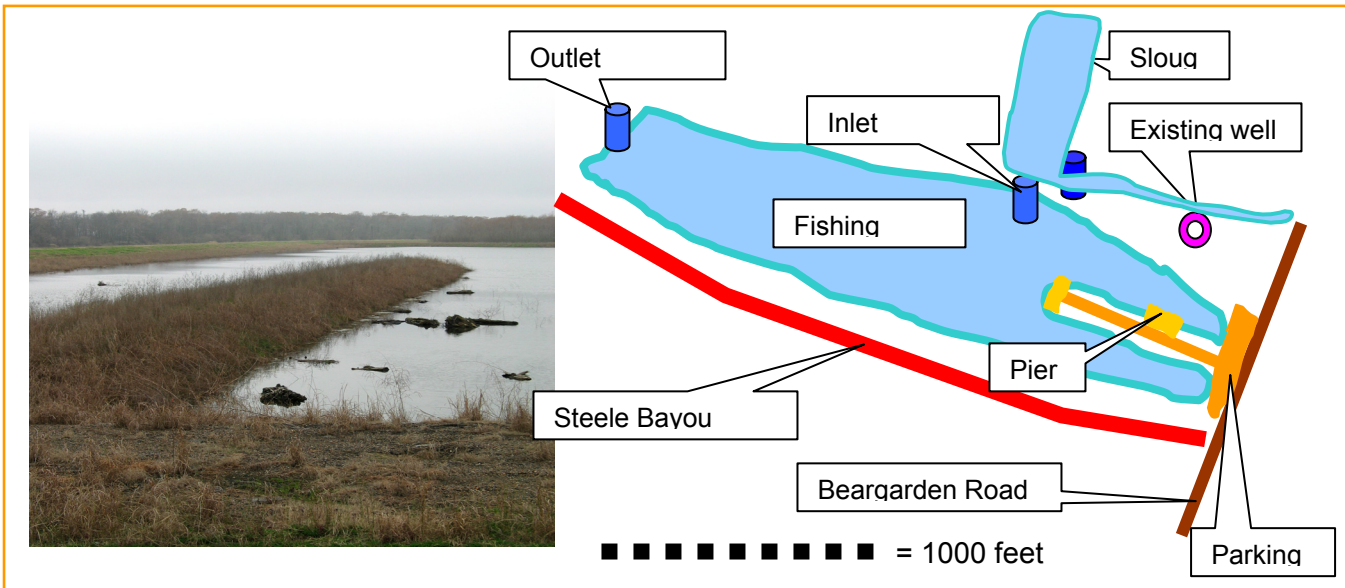 Outlet
Sloug
Inlet
Existing well
Fishing
Pier
Steele Bayou
Beargarden Road
= 1000 feet
Parking